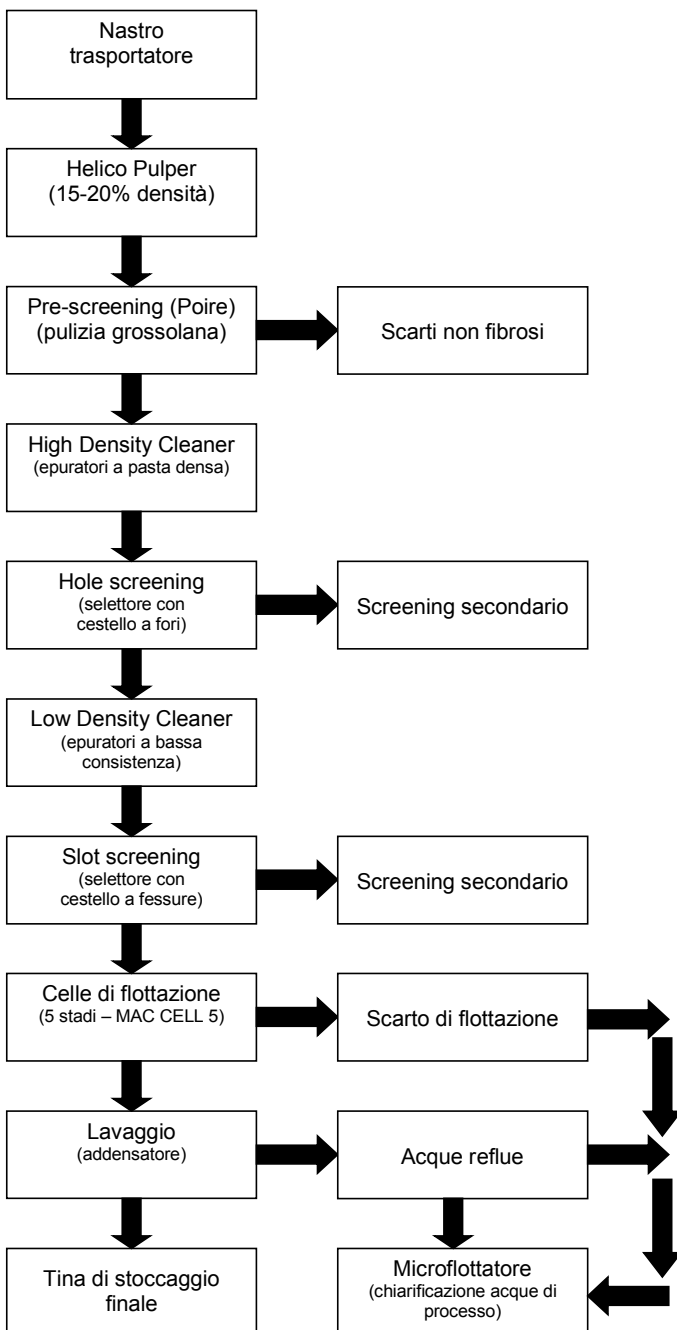 Nastro
trasportatore
Helico Pulper
(15-20% densità)
Pre-screening (Poire)
(pulizia grossolana)
Scarti non fibrosi
High Density Cleaner
(epuratori a pasta densa)
Hole screening
(selettore con
cestello a fori)
Screening secondario
Low Density Cleaner
(epuratori a bassa
consistenza)
Slot screening
(selettore con
cestello a fessure)
Screening secondario
Celle di flottazione
(5 stadi – MAC CELL 5)
Scarto di flottazione
Lavaggio
(addensatore)
Acque reflue
Tina di stoccaggio
finale
Microflottatore
(chiarificazione acque di
processo)